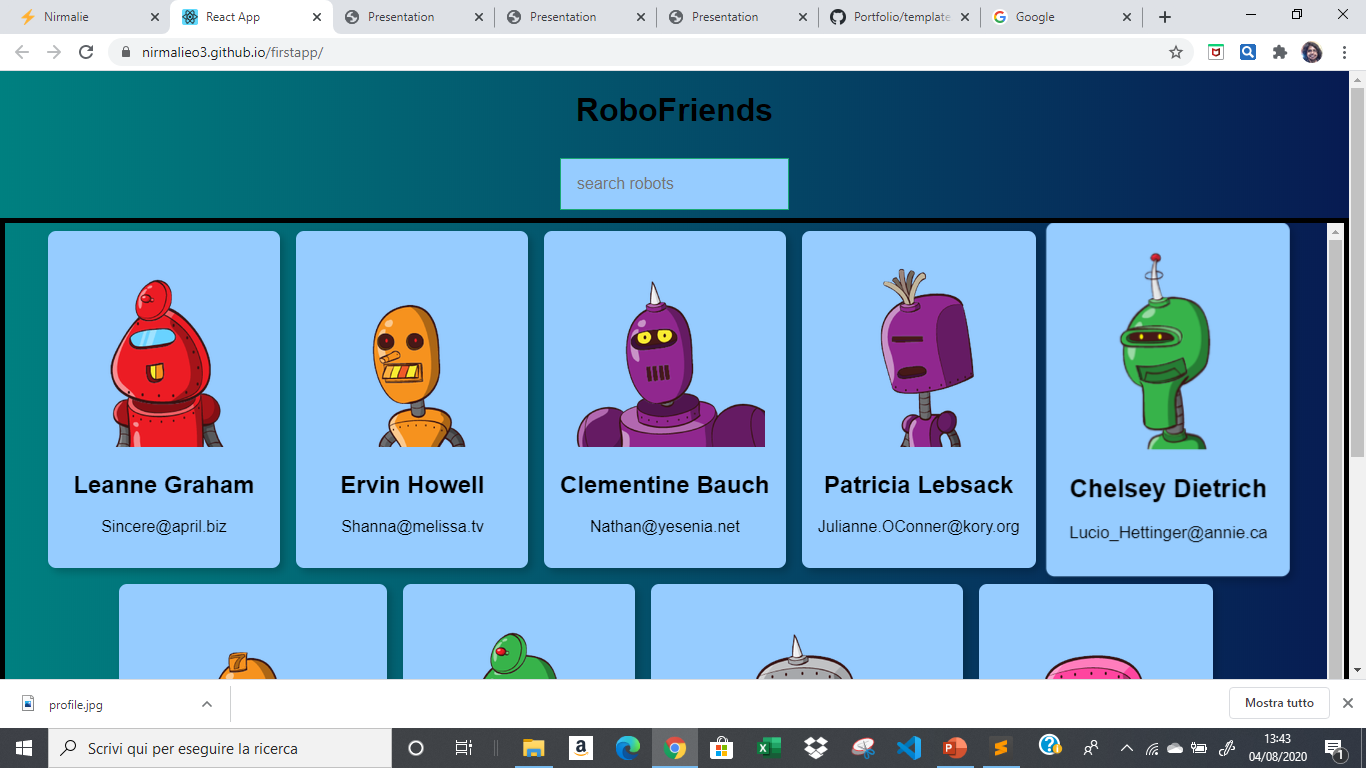 Nirmalie
React App
Presentation
Presentation
Presentation
Portfolio/template
Google
nirmalieo3.github.io/firstapp/
RoboFriends
search robots
Leanne Graham
Sincere@april.biz
Ervin Howell
Shanna@melissa.tv
Clementine Bauch
Nathan@yesenia.net
Patricia Lebsack
Julianne.OConner@kory.org
Chelsey Dietrich
Lucio_Hettinger@annie.ca
7
profile.jpg
Mostra tutto
Scrivi qui per eseguire la ricerca
13:43
04/08/2020
1